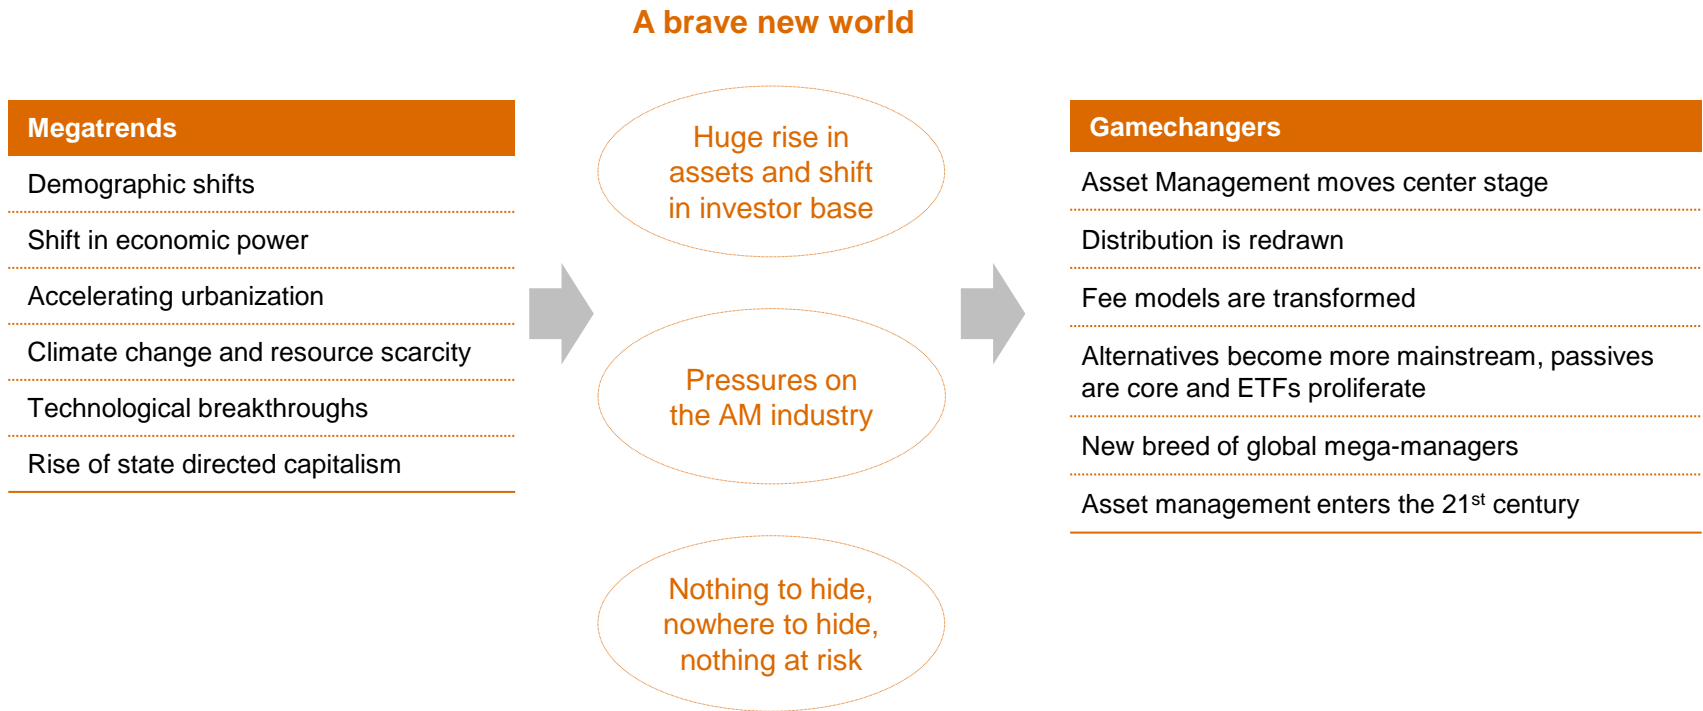 A brave new world
Megatrends
Demographic shifts
Shift in economic power
Accelerating urbanization
Climate change and resource scarcity
Technological breakthroughs
Rise of state directed capitalism
Huge rise in
assets and shift
in investor base
Pressures on
the AM industry
Nothing to hide,
nowhere to hide,
nothing at risk
Gamechangers
Asset Management moves center stage
Distribution is redrawn
Fee models are transformed
Alternatives become more mainstream, passives
are core and ETFs proliferate
New breed of global mega-managers
Asset management enters the 21st century